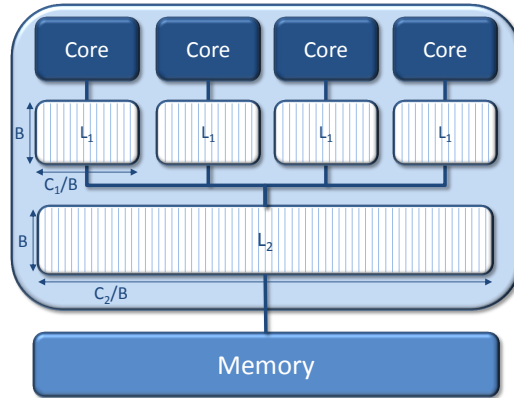 Core Core Core Core
B L₁ L₁ L₁ L₁
C₁/B
B L₂
C₂/B
Memory